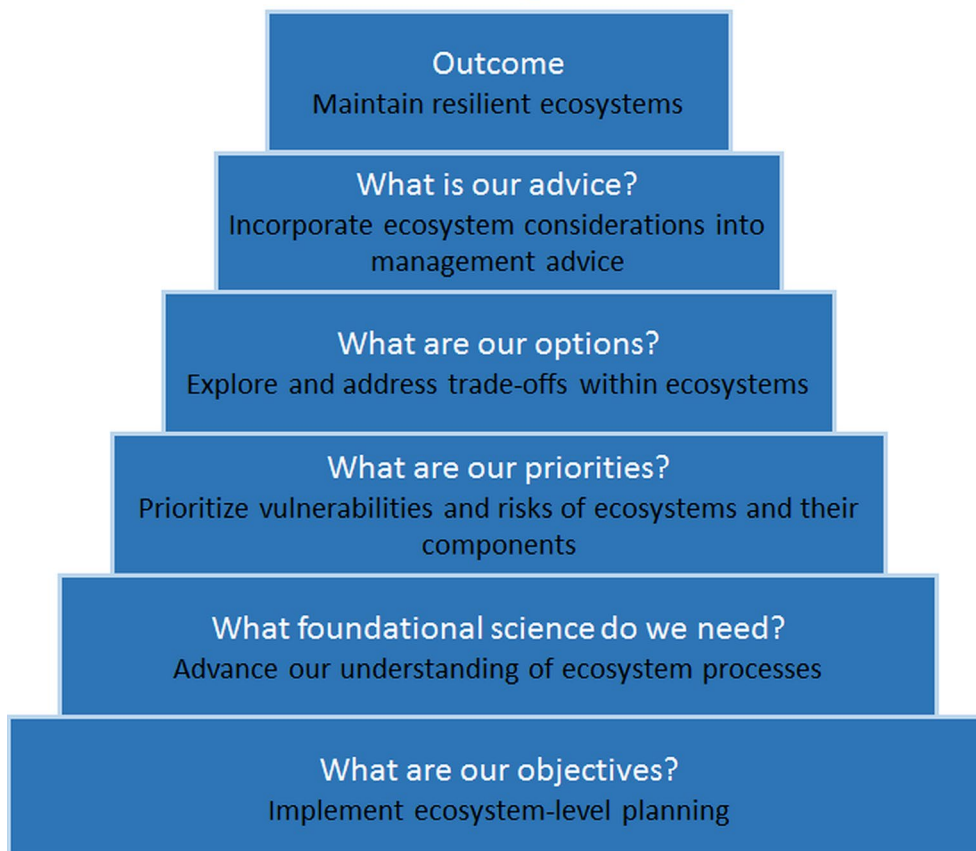 Outcome
Maintain resilient ecosystems
What is our advice?
Incorporate ecosystem considerations into
management advice
What are our options?
Explore and address trade-offs within ecosystems
What are our priorities?
Prioritize vulnerabilities and risks of ecosystems and their
components
What foundational science do we need?
Advance our understanding of ecosystem processes
What are our objectives?
Implement ecosystem-level planning